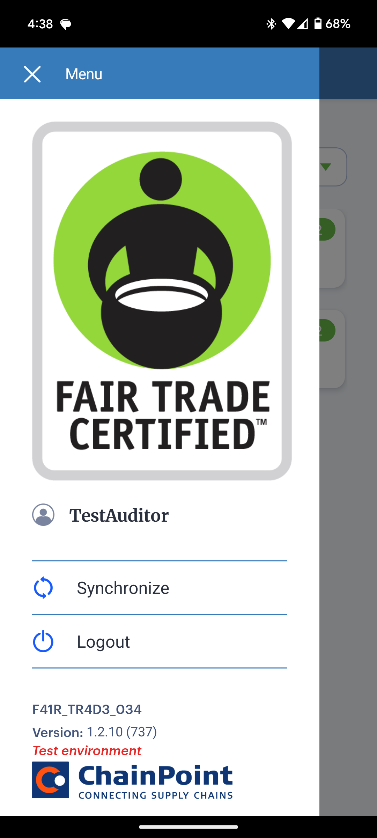 4:38
68%
Menu
FAIR TRADE
CERTIFIED™
TestAuditor
Synchronize
Logout
F41R_TR4D3_034
Version: 1.2.10 (737)
Test environment
ChainPoint
CONNECTING SUPPLY CHAINS